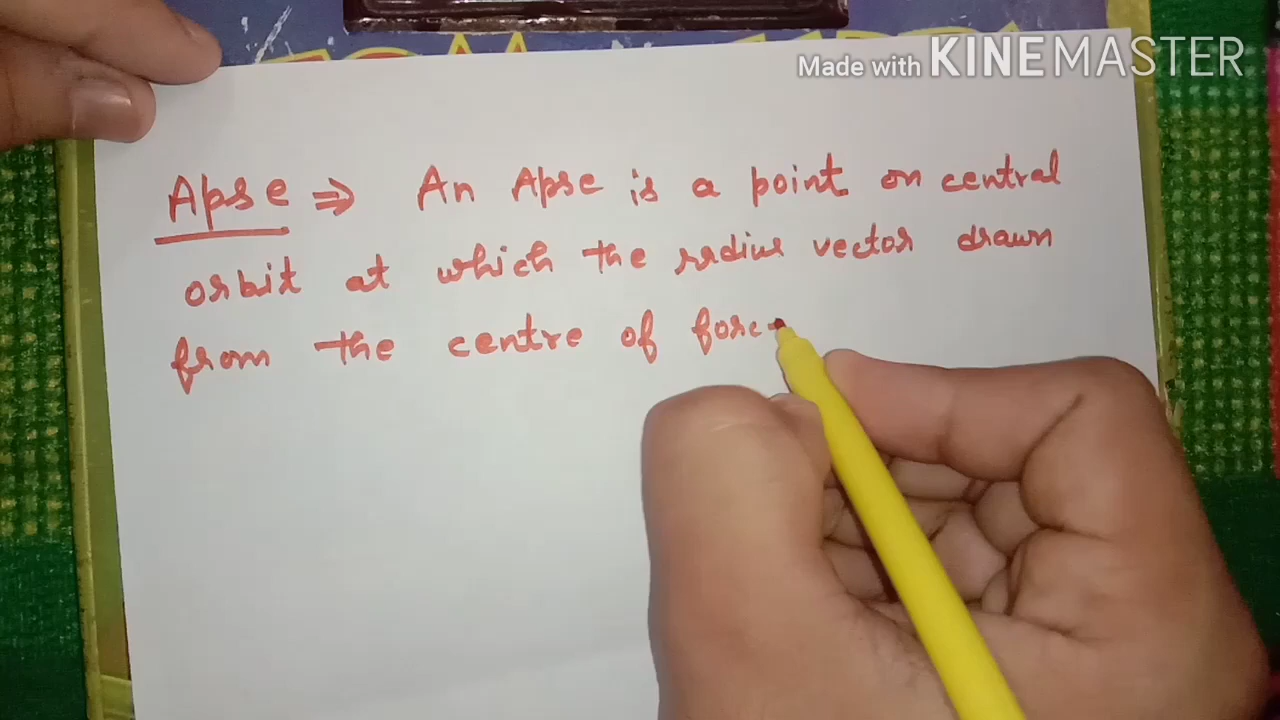 Made with KINEMASTER
Apse ⇒ An Apse is a point on central
orbit at which the radius vector drawn
from the centre of forc